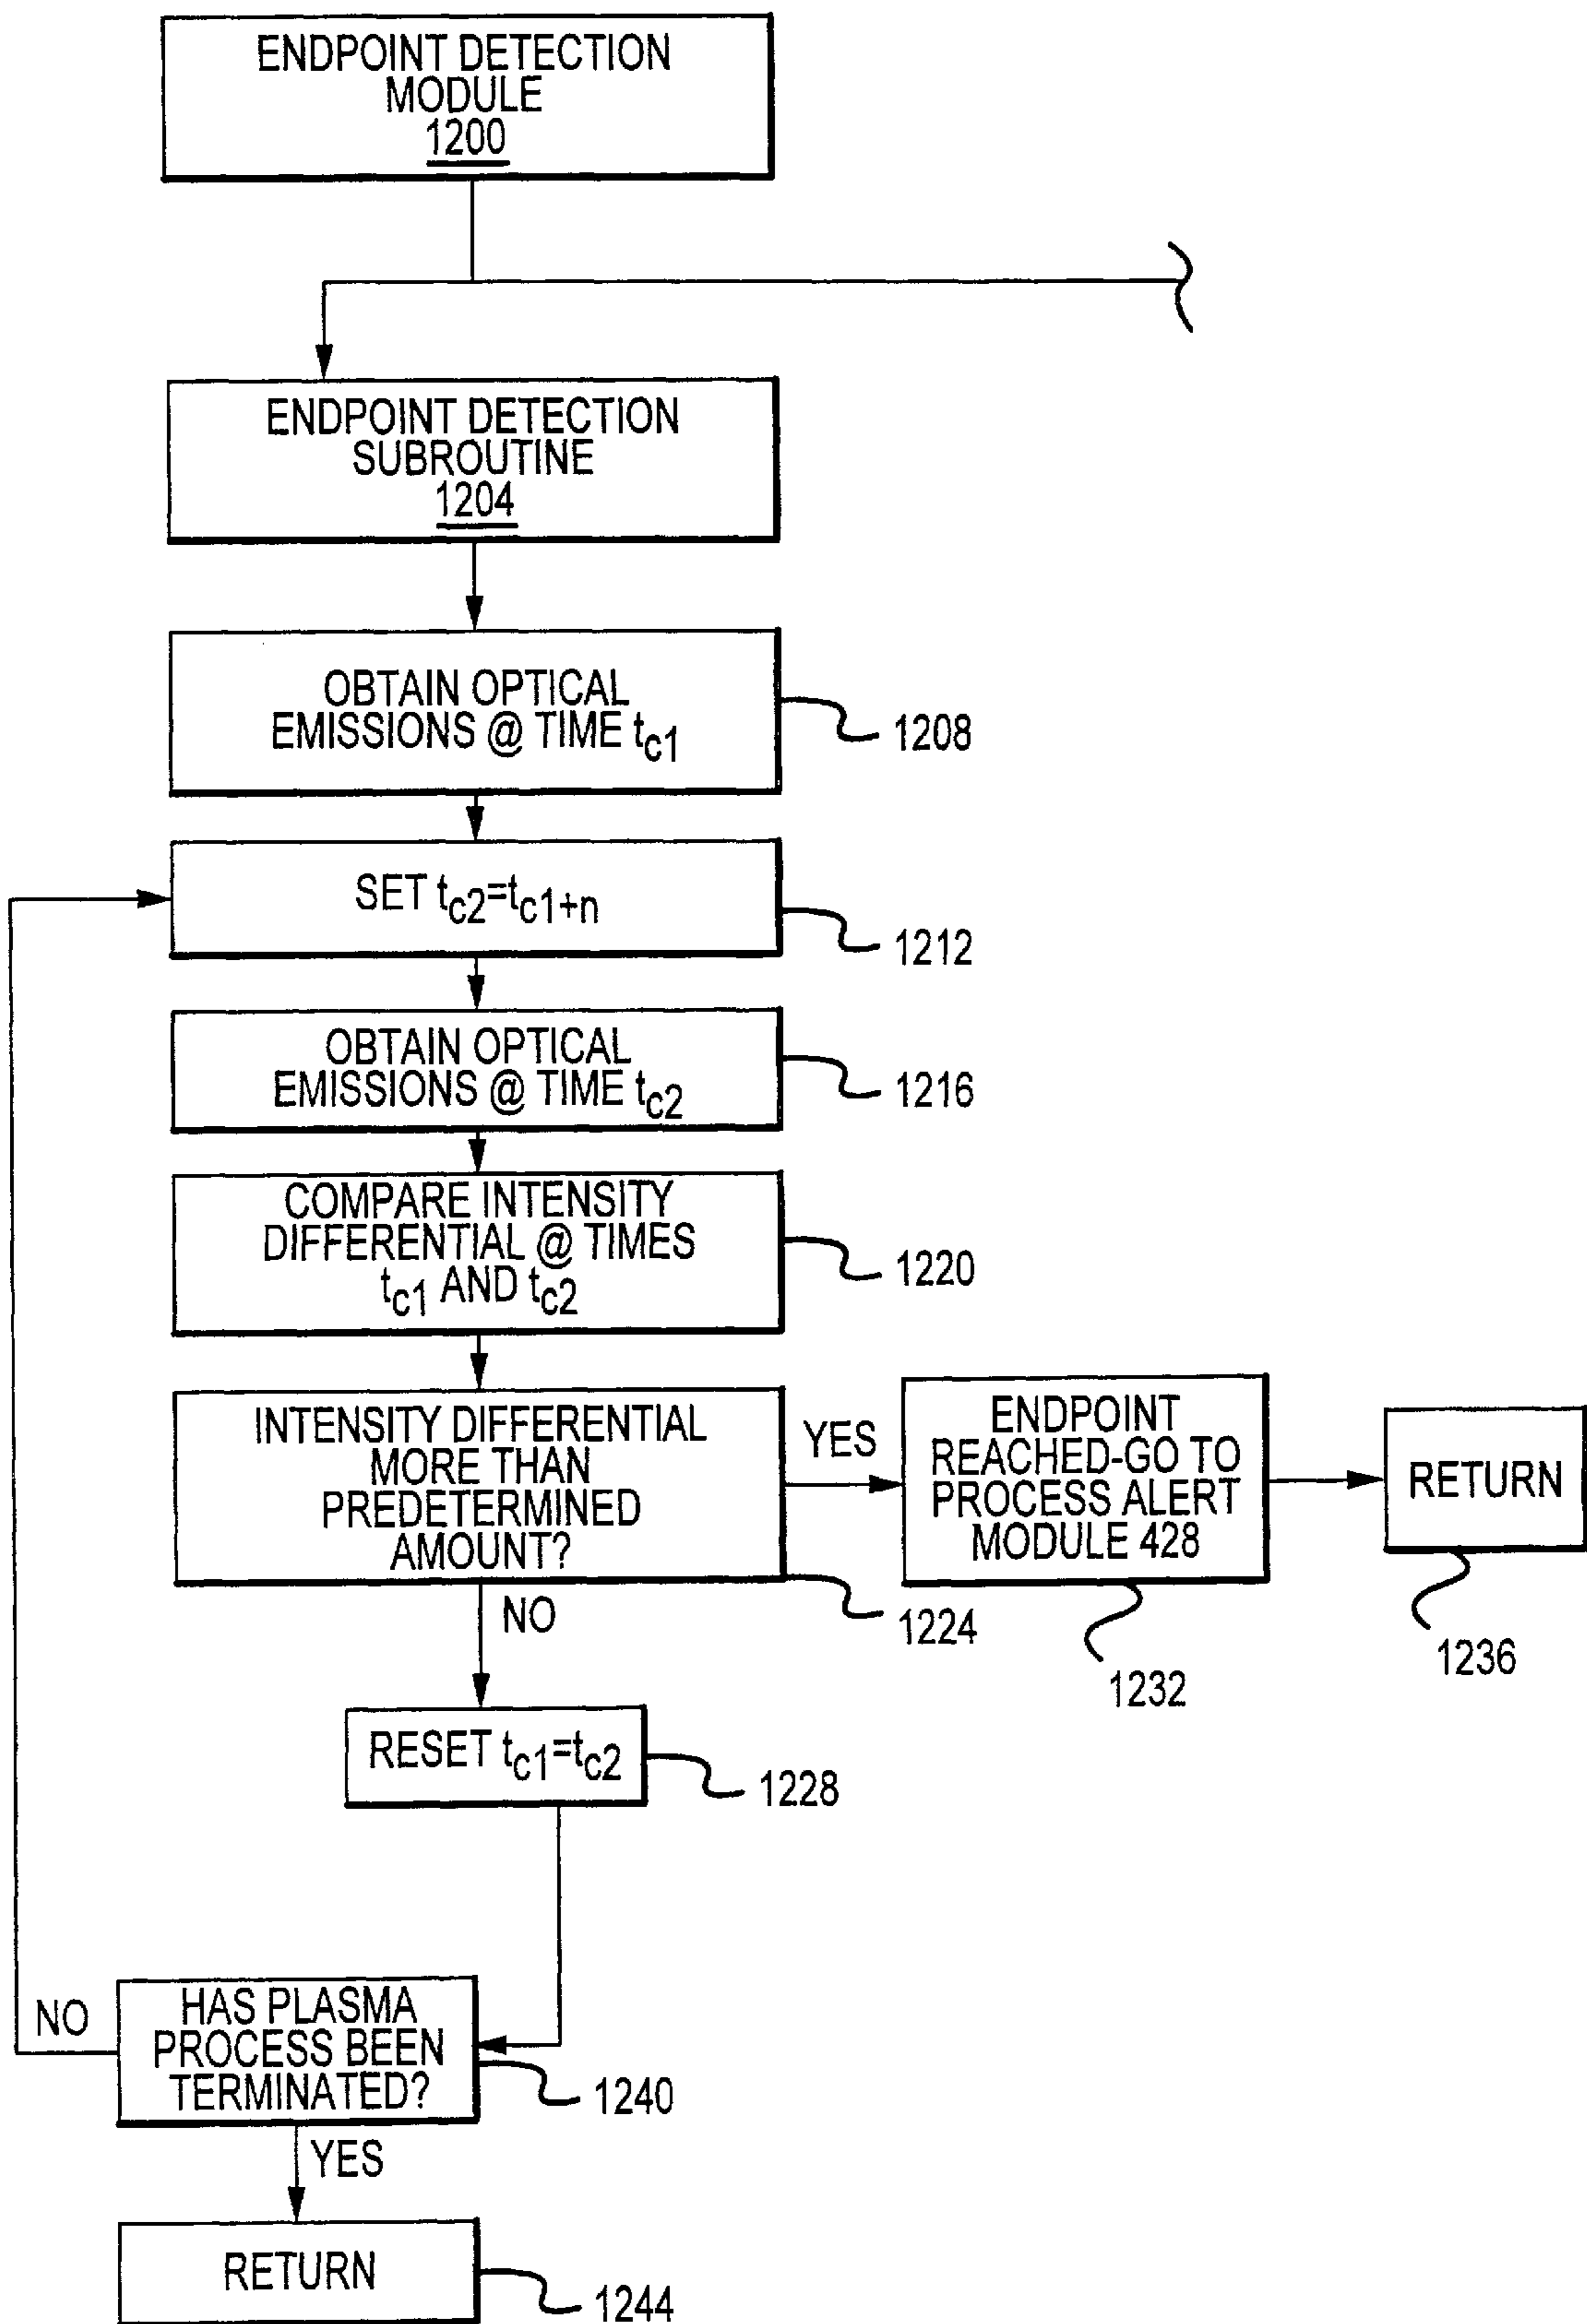 ENDPOINT DETECTION
MODULE
1200
ENDPOINT DETECTION
SUBROUTINE
1204
OBTAIN OPTICAL
EMISSIONS @ TIME tc1
1208
SET tc2=tc1+n
1212
OBTAIN OPTICAL
EMISSIONS @ TIME tc2
1216
COMPARE INTENSITY
DIFFERENTIAL @ TIMES
tc1 AND tc2
1220
INTENSITY DIFFERENTIAL
MORE THAN
PREDETERMINED
AMOUNT?
1224
YES
ENDPOINT
REACHED-GO TO
PROCESS ALERT
MODULE 428
1232
RETURN
1236
NO
RESET tc1=tc2
1228
HAS PLASMA
PROCESS BEEN
TERMINATED?
1240
NO
YES
RETURN
1244